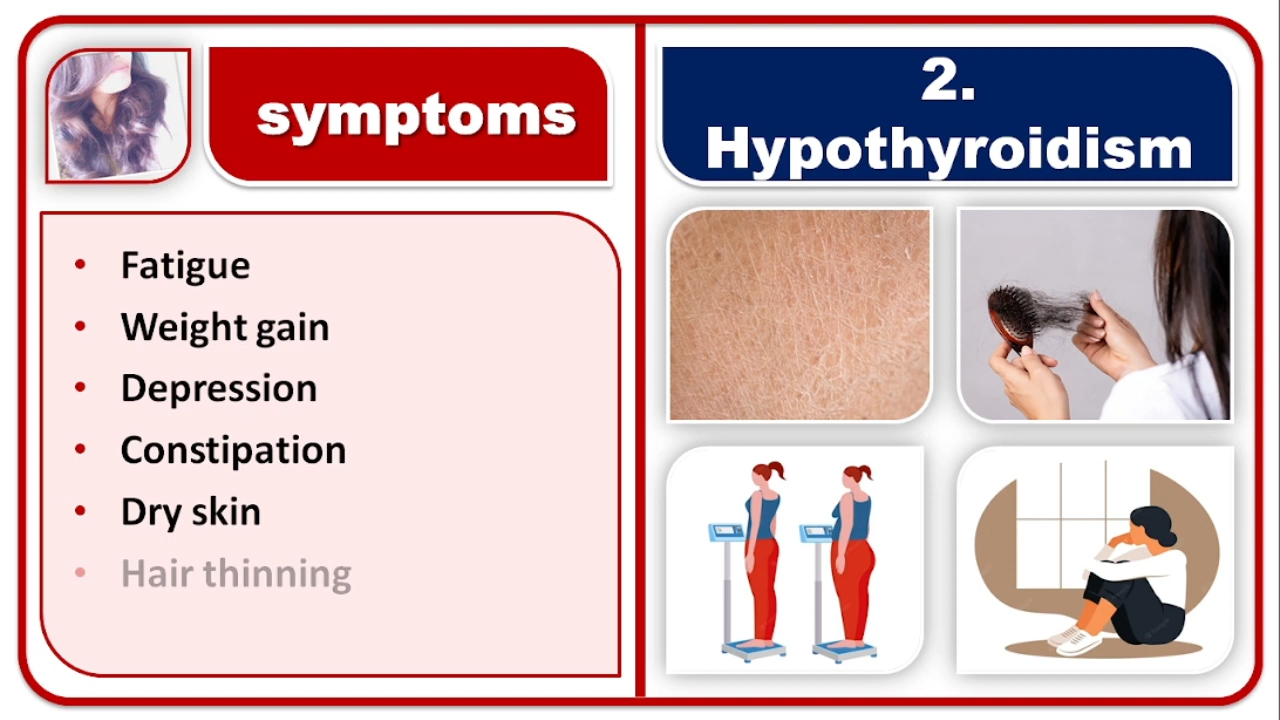 symptoms
2.
Hypothyroidism
• Fatigue
• Weight gain
• Depression
• Constipation
• Dry skin
• Hair thinning